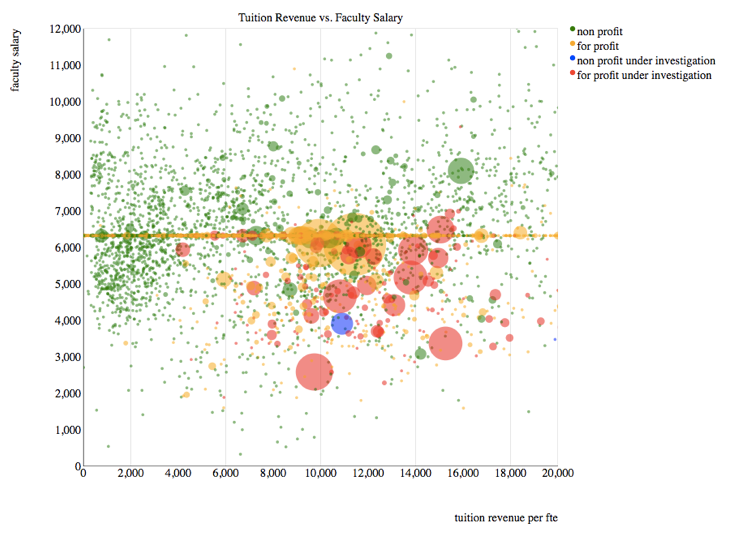 Tuition Revenue vs. Faculty Salary
faculty salary
12,000
11,000
10,000
9,000
8,000
7,000
6,000
5,000
4,000
3,000
2,000
1,000
0
0 2,000 4,000 6,000 8,000 10,000 12,000 14,000 16,000 18,000 20,000
tuition revenue per fte
non profit
for profit
non profit under investigation
for profit under investigation